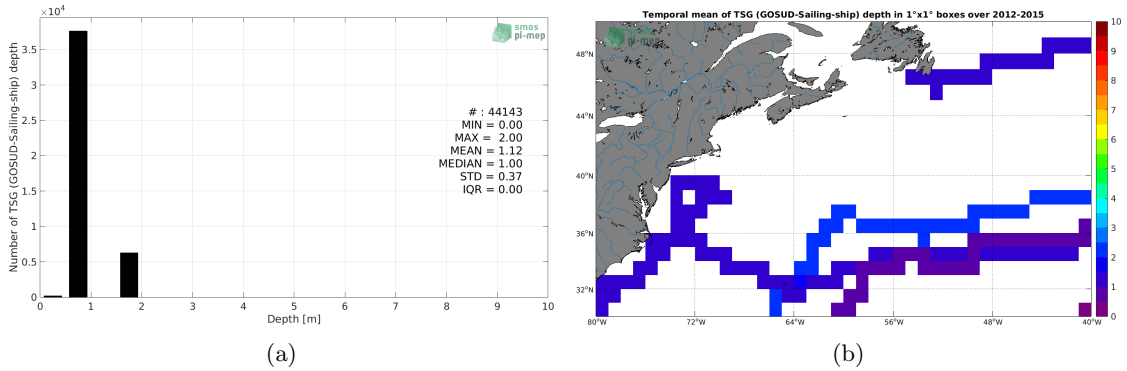 ×10^4
smos
pi-mep
3.5
3
2.5
2
1.5
1
0.5
0
Number of TSG (GOSUD-Sailing-ship) depth
# : 44143
MIN = 0.00
MAX = 2.00
MEAN = 1.12
MEDIAN = 1.00
STD = 0.37
IQR = 0.00
0 1 2 3 4 5 6 7 8 9 10
Depth [m]
(a)
Temporal mean of TSG (GOSUD-Sailing-ship) depth in 1°x1° boxes over 2012-2015
smos
pi-mep
48°N
44°N
40°N
36°N
32°N
80°W 72°W 64°W 56°W 48°W 40°W
10
9
8
7
6
5
4
3
2
1
0
(b)